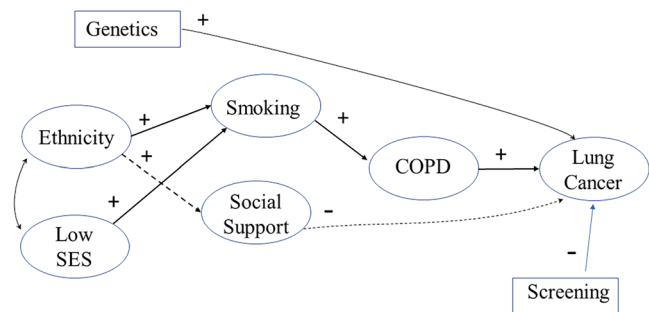 Genetics
+
Smoking
+
Ethnicity
+
+
COPD
+
Lung
Cancer
+
Social
Support
-
Low
SES
-
Screening